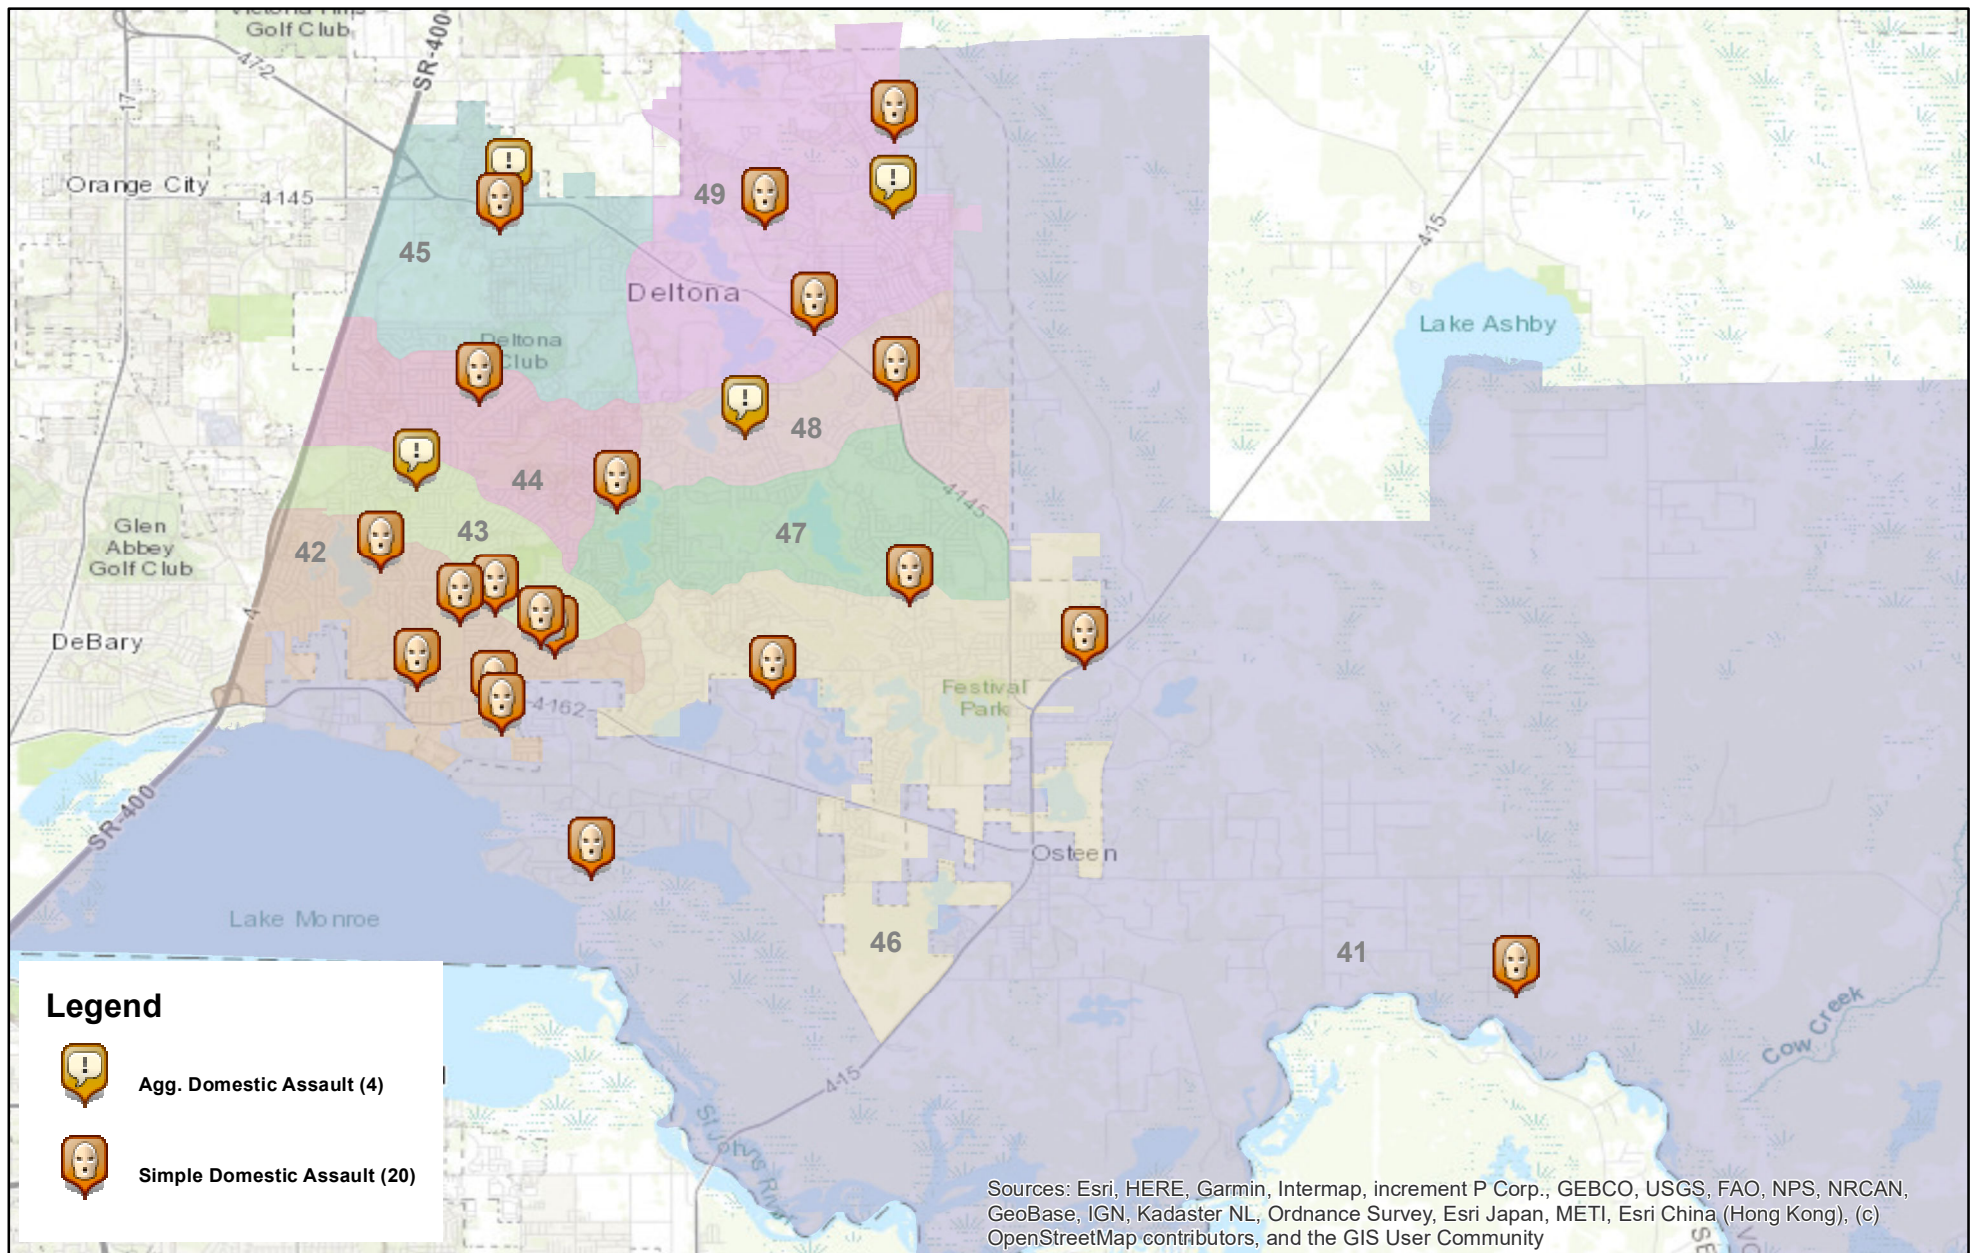 Victoria Hills
Golf Club
SR-400
472
17
Orange City
4145
49
45
415
Deltona
Lake Ashby
Deltona
Club
48
44
4145
Glen
Abbey
Golf Club
43
47
42
4
DeBary
Festival
Park
4162
SR-400
Osteen
Lake Monroe
46
41
Cow Creek
415
St Johns River
Legend
Agg. Domestic Assault (4)
Simple Domestic Assault (20)
Sources: Esri, HERE, Garmin, Intermap, increment P Corp., GEBCO, USGS, FAO, NPS, NRCAN,
GeoBase, IGN, Kadaster NL, Ordnance Survey, Esri Japan, METI, Esri China (Hong Kong), (c)
OpenStreetMap contributors, and the GIS User Community